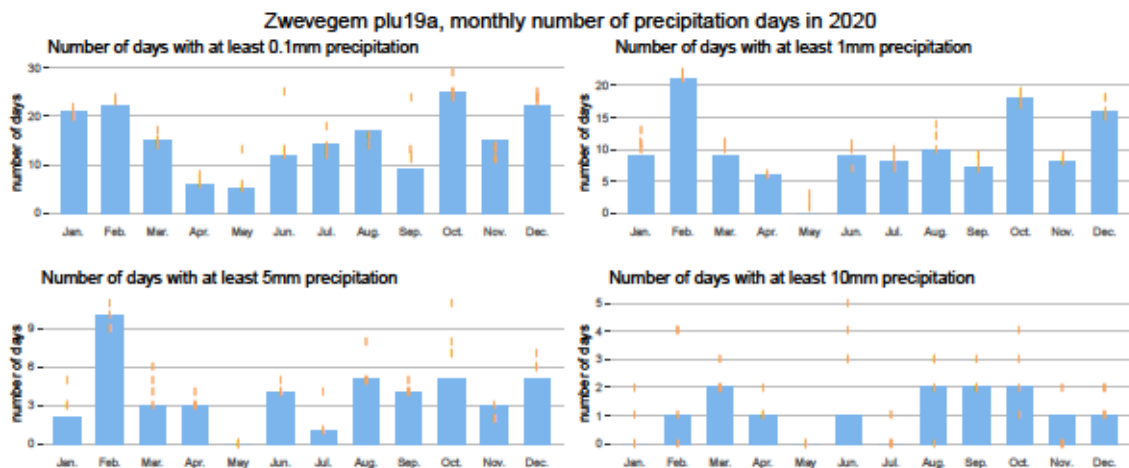 Zwevegem plu19a, monthly number of precipitation days in 2020
Number of days with at least 0.1mm precipitation
number of days
30
20
10
0
Jan. Feb. Mar. Apr. May Jun. Jul. Aug. Sep. Oct. Nov. Dec.
Number of days with at least 1mm precipitation
number of days
20
15
10
5
0
Jan. Feb. Mar. Apr. May Jun. Jul. Aug. Sep. Oct. Nov. Dec.
Number of days with at least 5mm precipitation
number of days
9
6
3
0
Jan. Feb. Mar. Apr. May Jun. Jul. Aug. Sep. Oct. Nov. Dec.
Number of days with at least 10mm precipitation
number of days
5
4
3
2
1
0
Jan. Feb. Mar. Apr. May Jun. Jul. Aug. Sep. Oct. Nov. Dec.